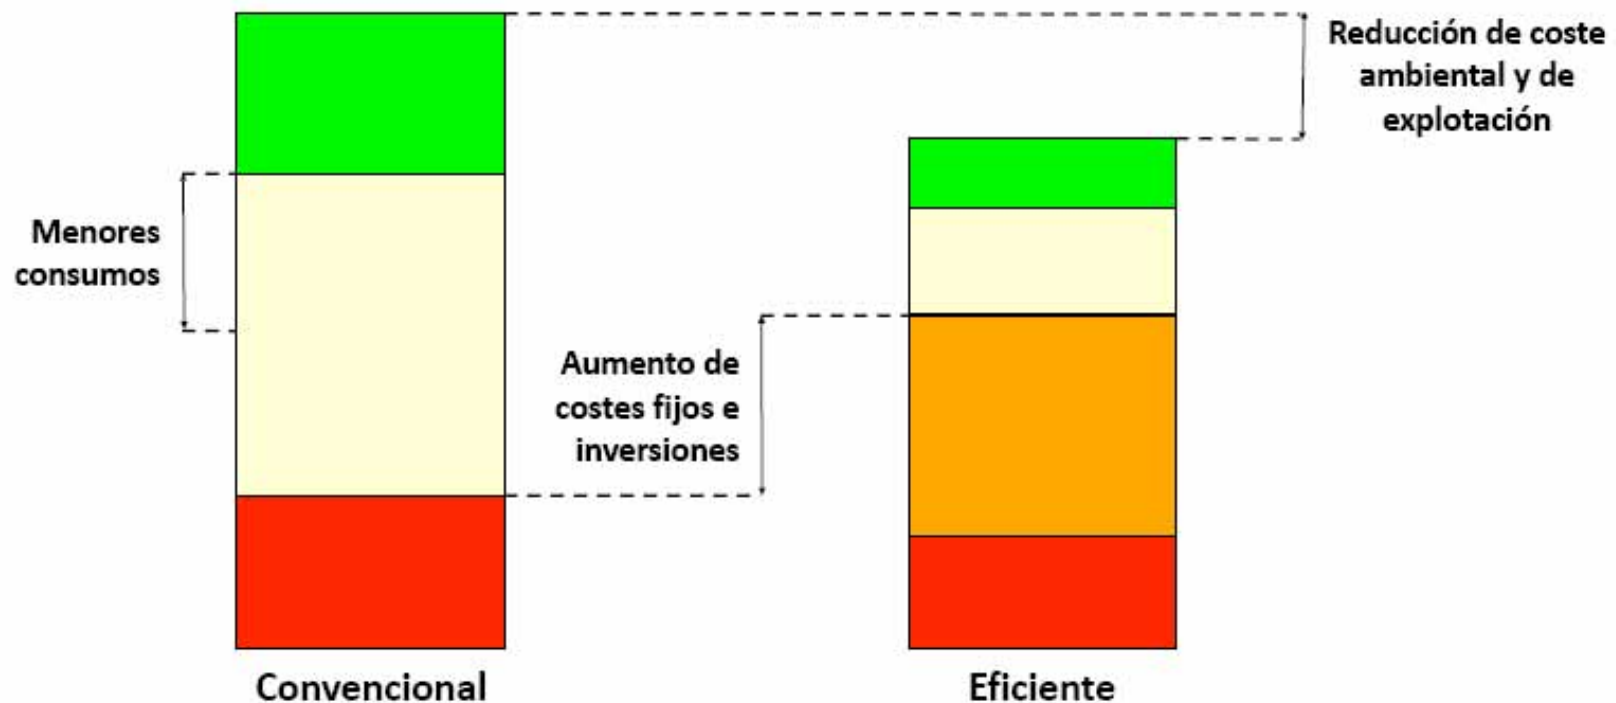 Reducción de coste
ambiental y de
explotación
Menores
consumos
Aumento de
costes fijos e
inversiones
Convencional
Eficiente